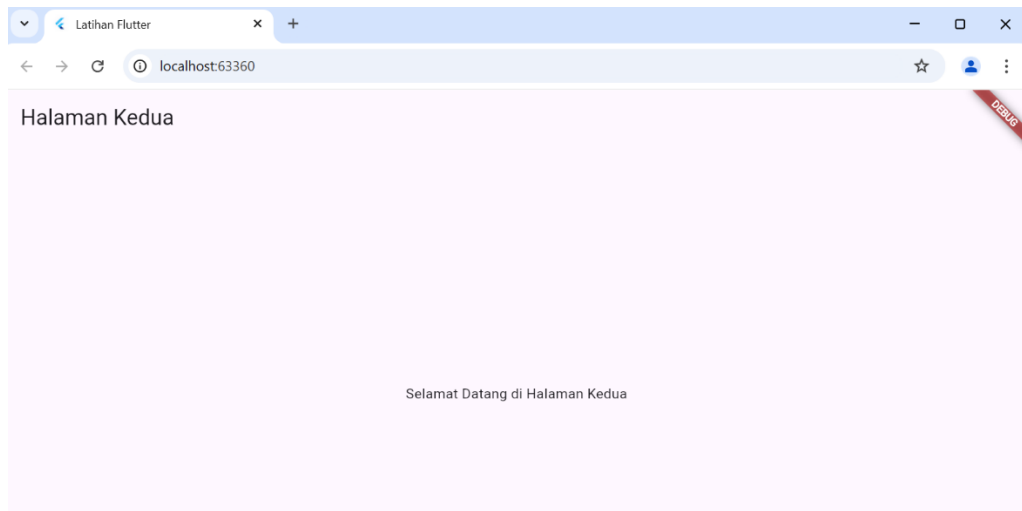 Latihan Flutter
localhost:63360
Halaman Kedua
DEBUG
Selamat Datang di Halaman Kedua